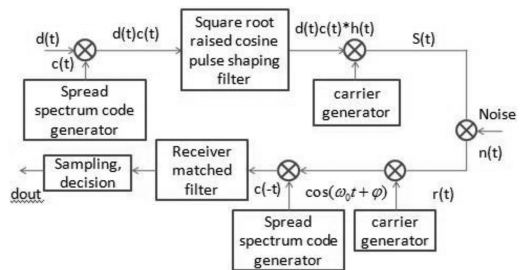 d(t)
c(t)
d(t)c(t)
Square root
raised cosine
pulse shaping
filter
d(t)c(t)*h(t)
S(t)
Spread
spectrum code
generator
carrier
generator
Noise
n(t)
Sampling,
decision
dout
Receiver
matched
filter
c(-t)
cos(ω₀t + φ)
r(t)
Spread
spectrum code
generator
carrier
generator